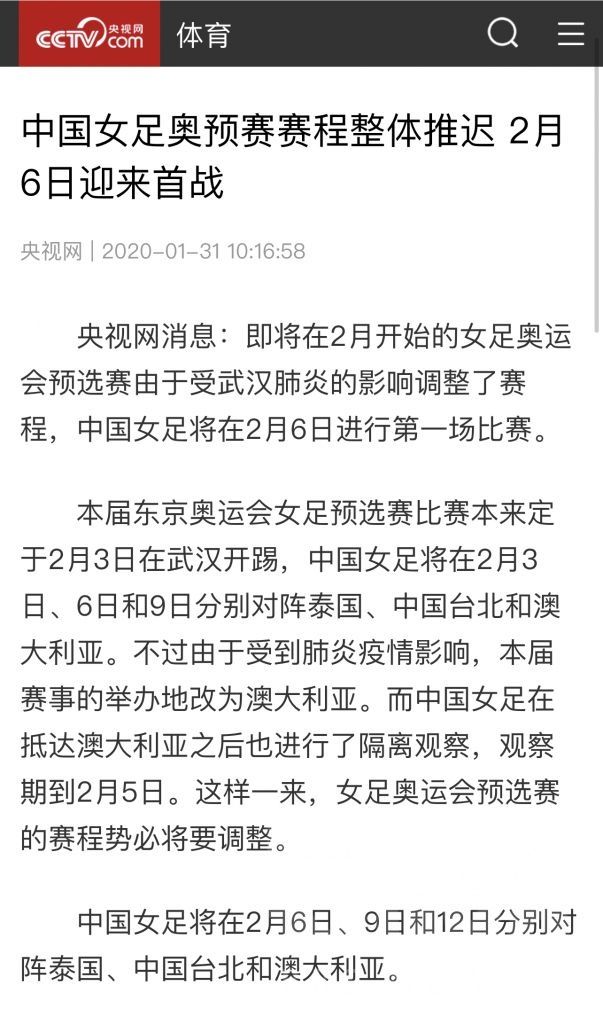 CCTV 央视网
com
体育
中国女足奥预赛赛程整体推迟 2月
6日迎来首战
央视网 | 2020-01-31 10:16:58
央视网消息：即将在2月开始的女足奥运
会预选赛由于受武汉肺炎的影响调整了赛
程，中国女足将在2月6日进行第一场比赛。
本届东京奥运会女足预选赛比赛本来定
于2月3日在武汉开踢，中国女足将在2月3
日、6日和9日分别对阵泰国、中国台北和澳
大利亚。不过由于受到肺炎疫情影响，本届
赛事的举办地改为澳大利亚。而中国女足在
抵达澳大利亚之后也进行了隔离观察，观察
期到2月5日。这样一来，女足奥运会预选赛
的赛程势必将要调整。
中国女足将在2月6日、9日和12日分别对
阵泰国、中国台北和澳大利亚。